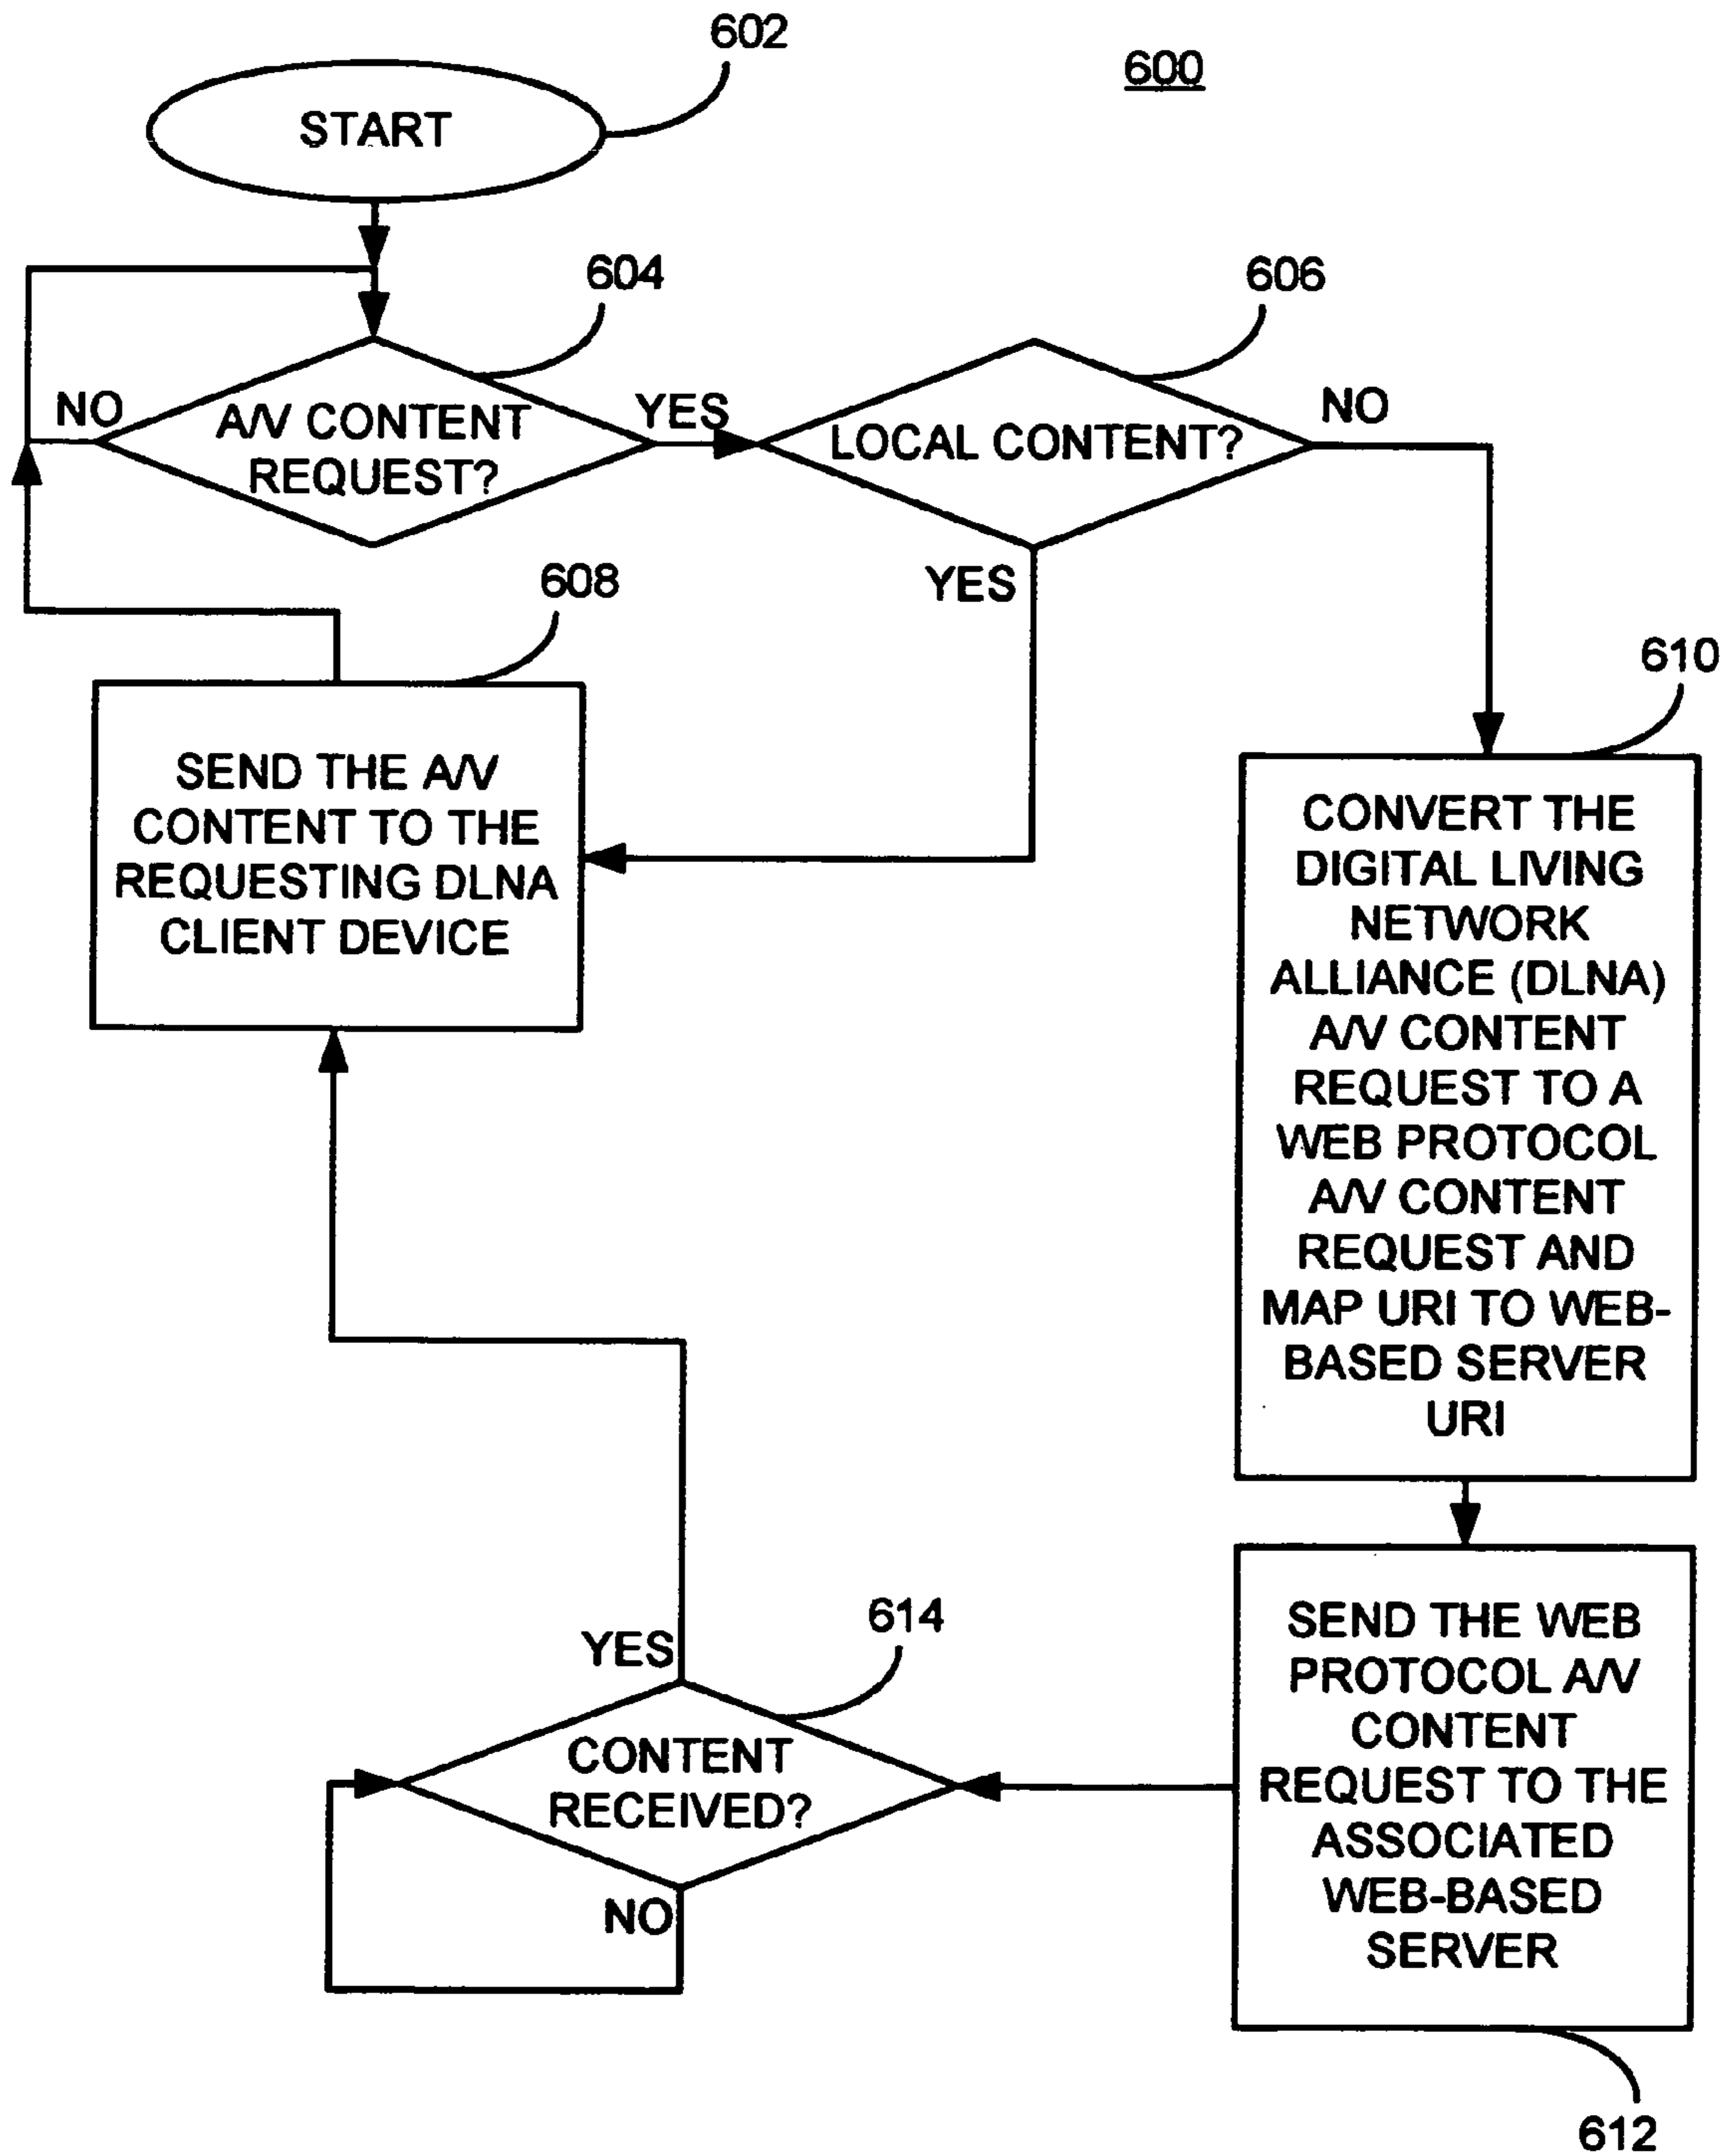 602
600
START
604
606
NO
A/V CONTENT
REQUEST?
YES
LOCAL CONTENT?
NO
YES
608
SEND THE A/V
CONTENT TO THE
REQUESTING DLNA
CLIENT DEVICE
610
CONVERT THE
DIGITAL LIVING
NETWORK
ALLIANCE (DLNA)
A/V CONTENT
REQUEST TO A
WEB PROTOCOL
A/V CONTENT
REQUEST AND
MAP URI TO WEB-
BASED SERVER
URI
614
YES
CONTENT
RECEIVED?
NO
SEND THE WEB
PROTOCOL A/V
CONTENT
REQUEST TO THE
ASSOCIATED
WEB-BASED
SERVER
612